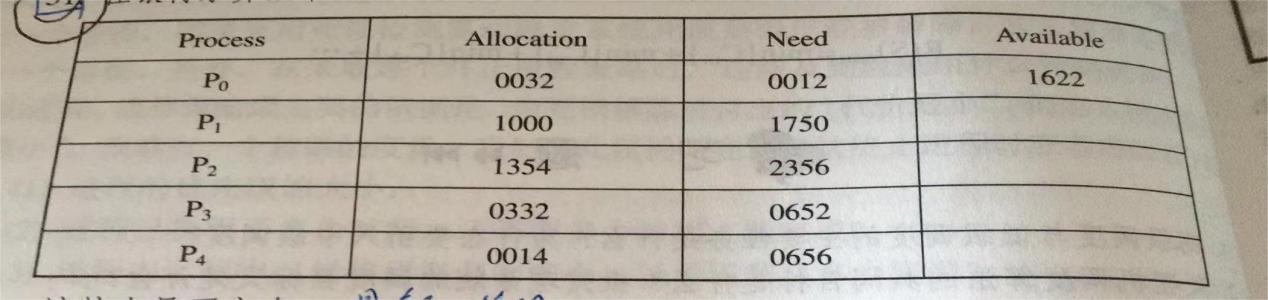 31
Process Allocation Need Available
P0 0032 0012 1622
P1 1000 1750
P2 1354 2356
P3 0332 0652
P4 0014 0656